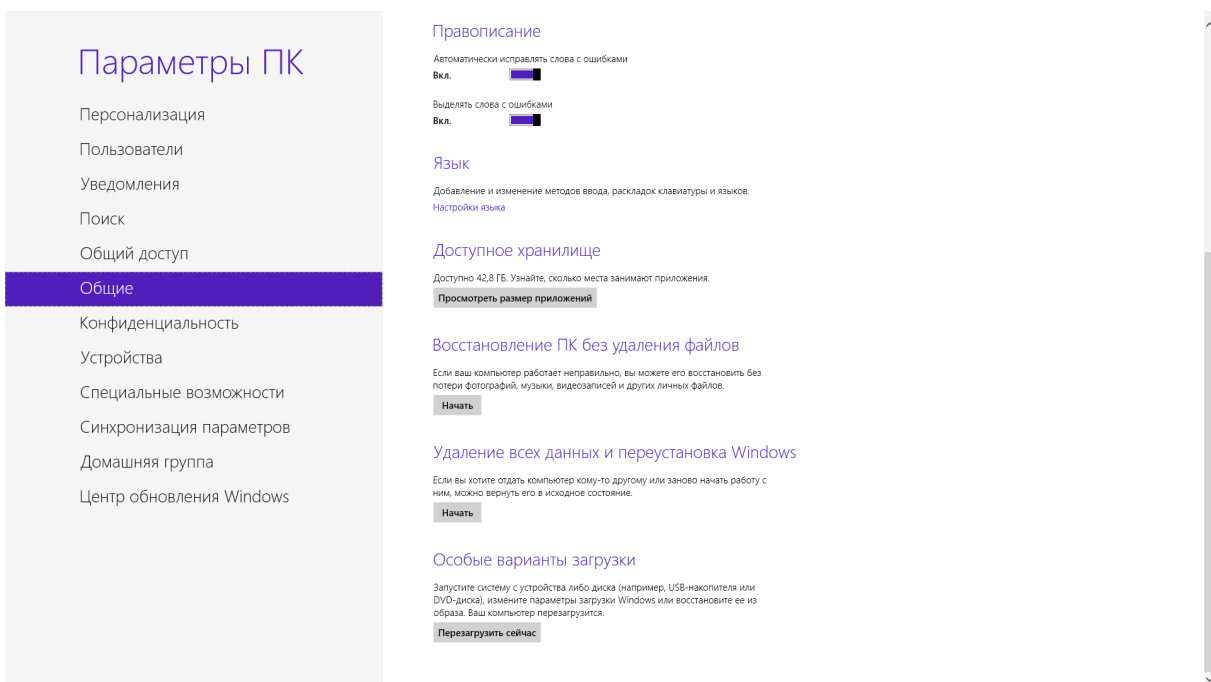 Параметры ПК
Персонализация
Пользователи
Уведомления
Поиск
Общий доступ
Общие
Конфиденциальность
Устройства
Специальные возможности
Синхронизация параметров
Домашняя группа
Центр обновления Windows
Правописание
Автоматически исправлять слова с ошибками
Вкл.
Выделять слова с ошибками
Вкл.
Язык
Добавление и изменение методов ввода, раскладок клавиатуры и языков.
Настройки языка
Доступное хранилище
Доступно 42,8 ГБ. Узнайте, сколько места занимают приложения.
Просмотреть размер приложений
Восстановление ПК без удаления файлов
Если ваш компьютер работает неправильно, вы можете его восстановить без
потери фотографий, музыки, видеозаписей и других личных файлов.
Начать
Удаление всех данных и переустановка Windows
Если вы хотите отдать компьютер кому-то другому или заново начать работу с
ним, можно вернуть его в исходное состояние.
Начать
Особые варианты загрузки
Запустите систему с устройства либо диска (например, USB-накопителя или
DVD-диска), измените параметры загрузки Windows или восстановите ее из
образа. Ваш компьютер перезагрузится.
Перезагрузить сейчас